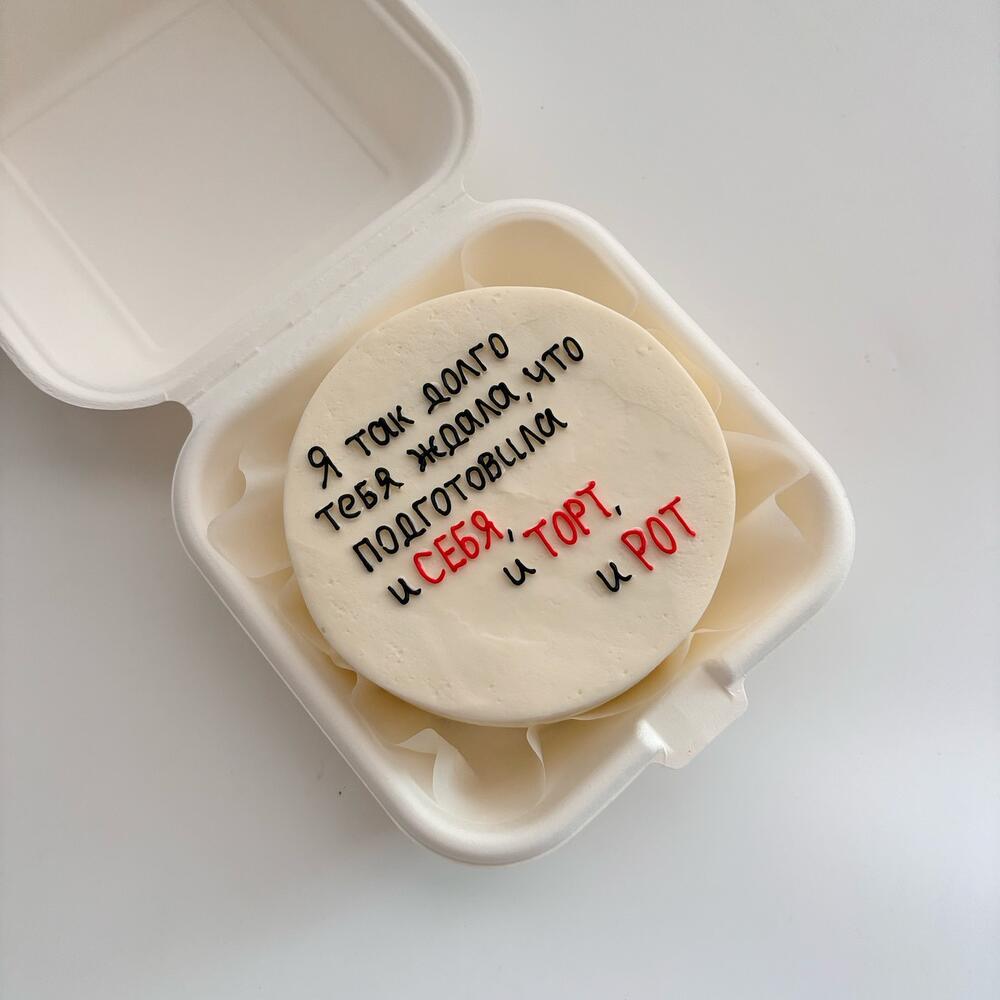 Я так долго
тебя ждала, что
подготовила
и СЕБЯ, и ТОРТ, и РОТ